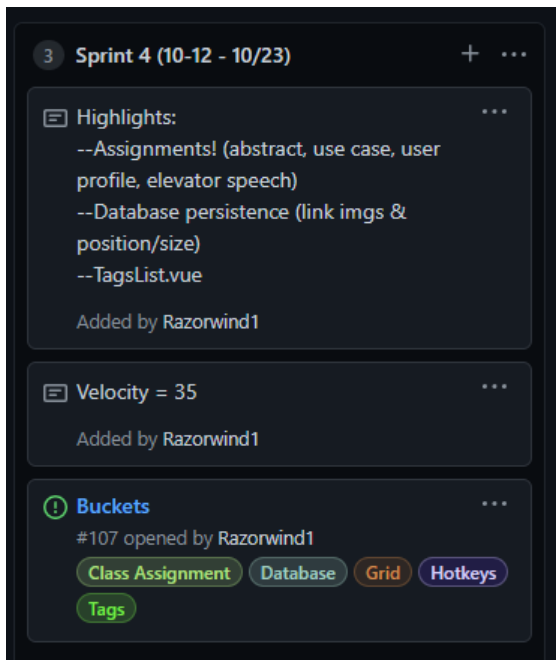 3 Sprint 4 (10-12 - 10/23)
Highlights:
--Assignments! (abstract, use case, user
profile, elevator speech)
--Database persistence (link imgs &
position/size)
--TagsList.vue
Added by Razorwind1
Velocity = 35
Added by Razorwind1
Buckets
#107 opened by Razorwind1
Class Assignment Database Grid Hotkeys
Tags